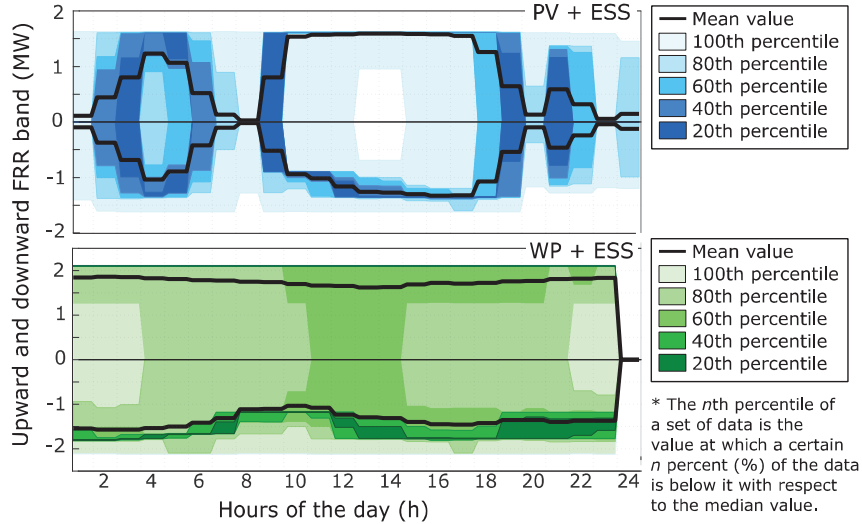 PV + ESS
2
1
0
-1
-2
Mean value
100th percentile
80th percentile
60th percentile
40th percentile
20th percentile
Upward and downward FRR band (MW)
WP + ESS
2
1
0
-1
-2
Mean value
100th percentile
80th percentile
60th percentile
40th percentile
20th percentile
2 4 6 8 10 12 14 16 18 20 22 24
Hours of the day (h)
* The nth percentile of
a set of data is the
value at which a certain
n percent (%) of the data
is below it with respect
to the median value.